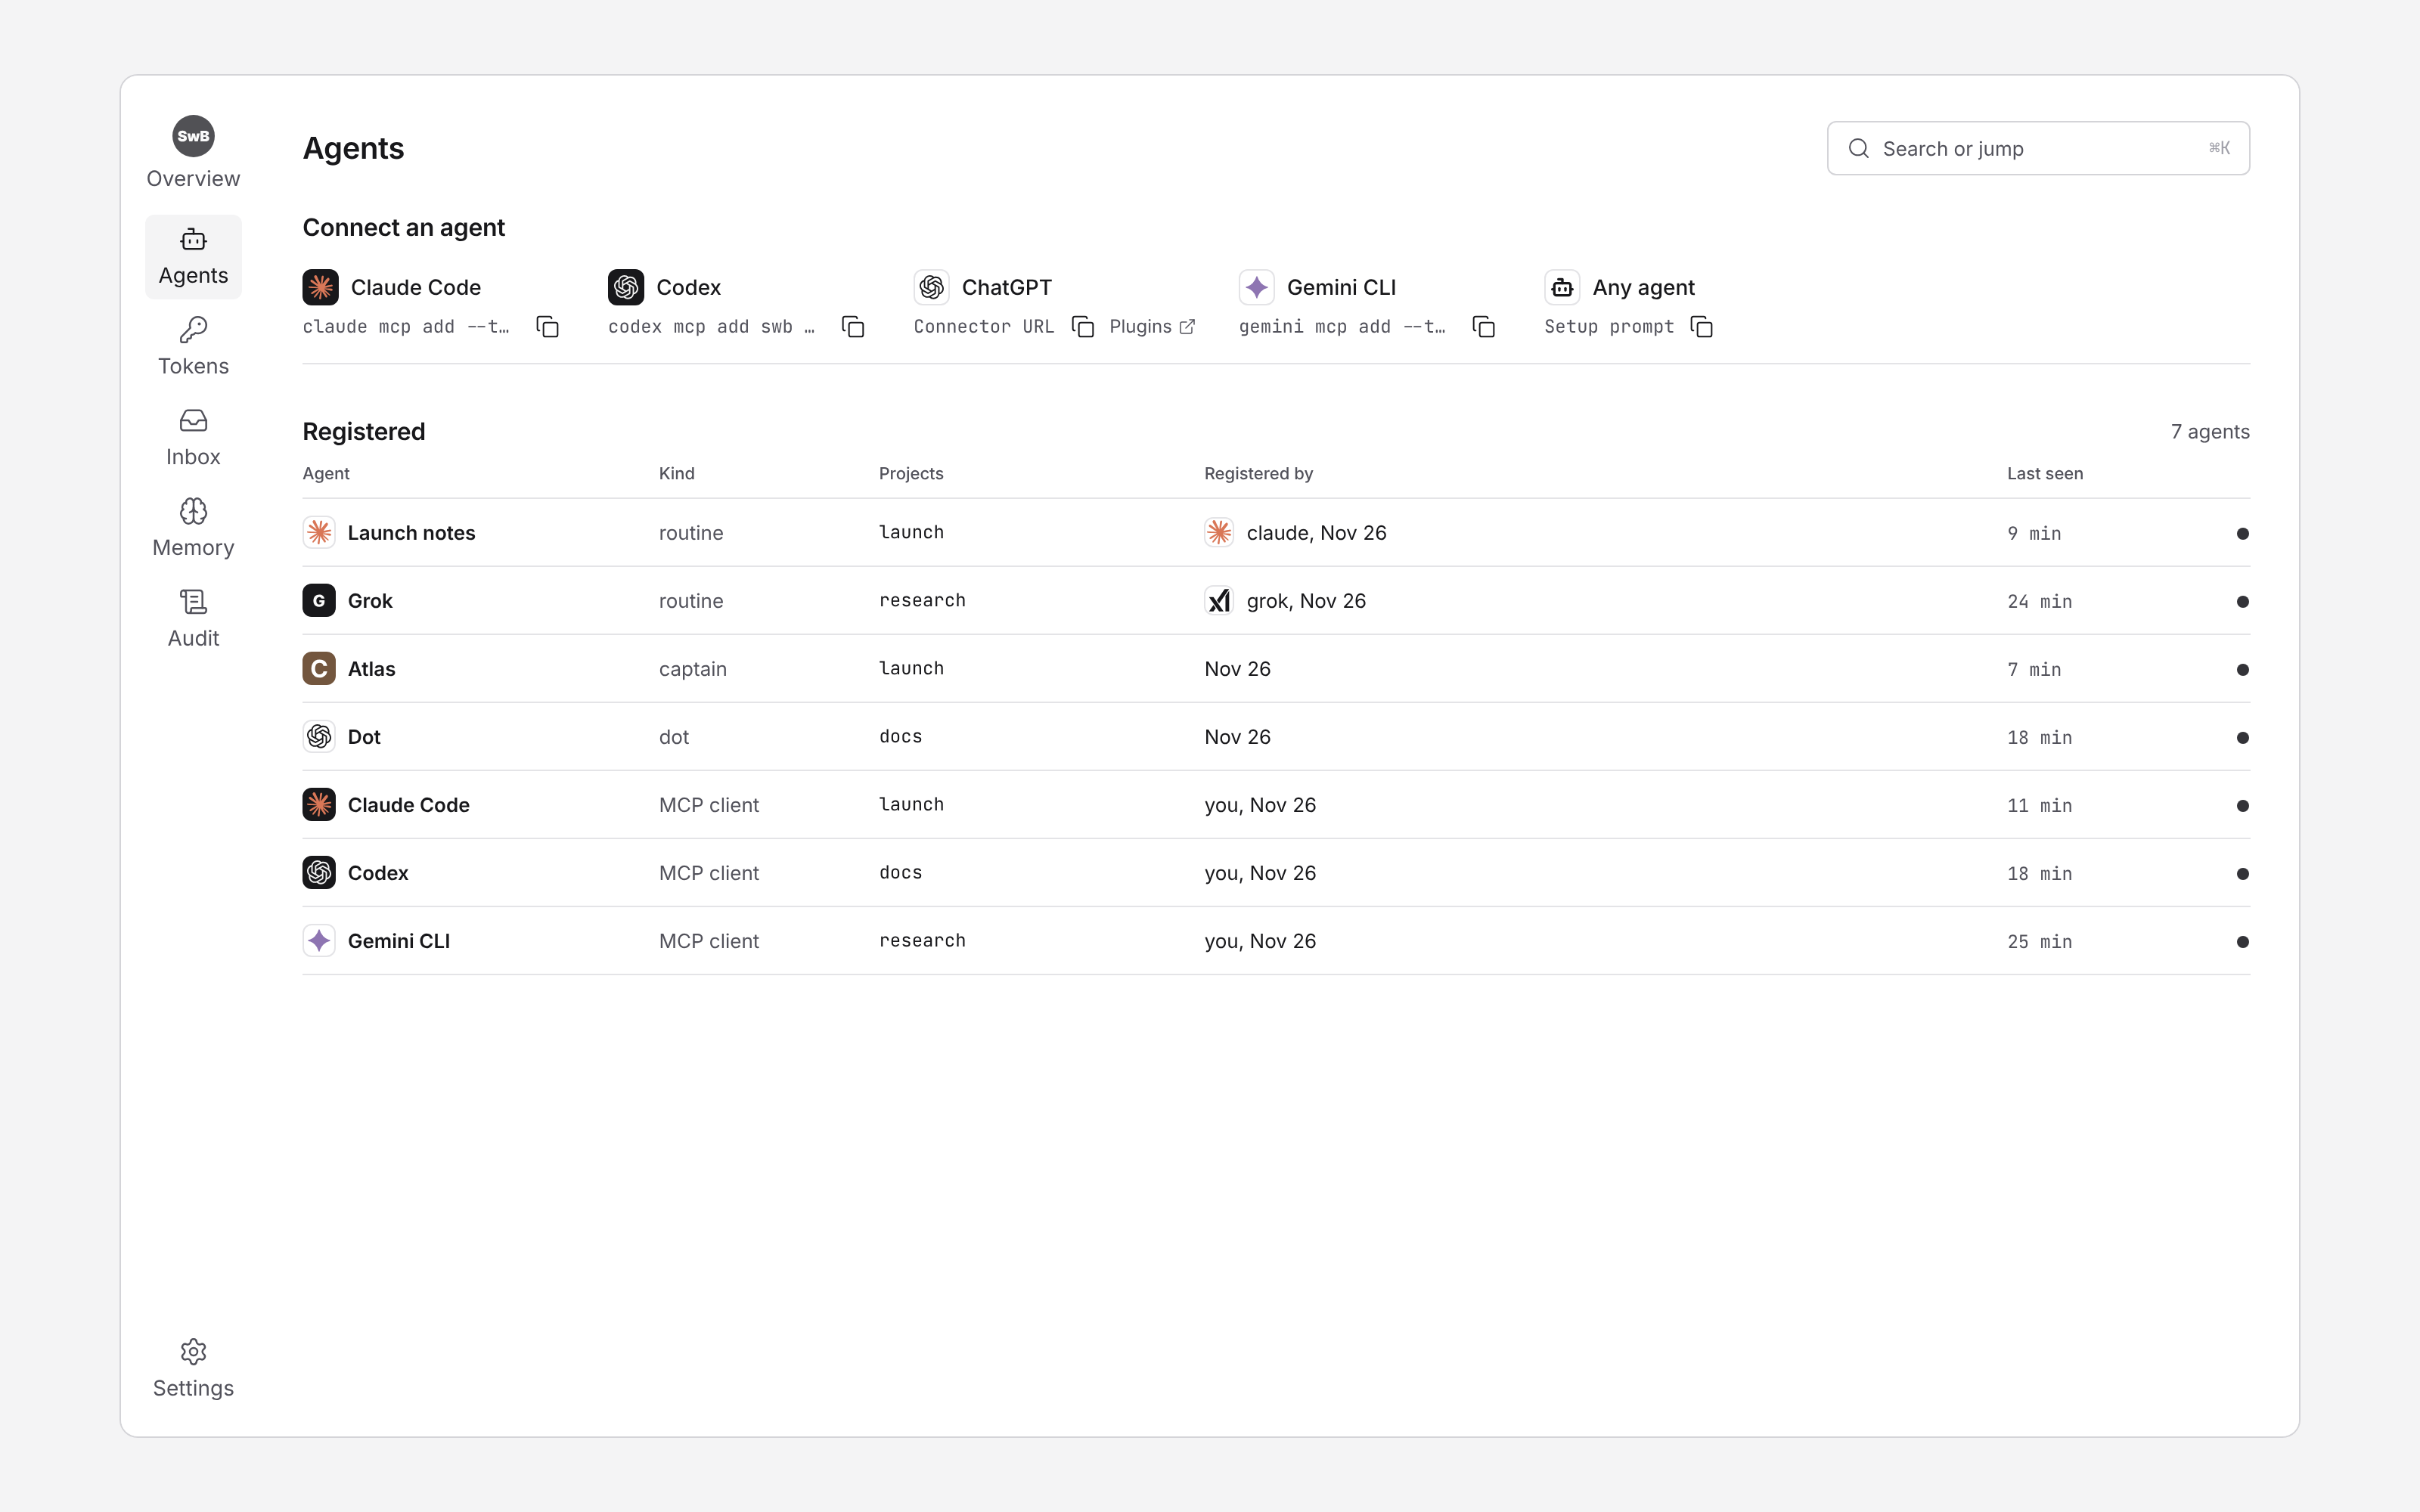 SwB
Overview
Agents
Tokens
Inbox
Memory
Audit
Settings
Agents
Search or jump ⌘K
Connect an agent
Claude Code Codex ChatGPT Gemini CLI Any agent
claude mcp add --t… codex mcp add swb … Connector URL Plugins gemini mcp add --t… Setup prompt
Registered 7 agents
Agent Kind Projects Registered by Last seen
Launch notes routine launch claude, Nov 26 9 min
G Grok routine research grok, Nov 26 24 min
C Atlas captain launch Nov 26 7 min
Dot dot docs Nov 26 18 min
Claude Code MCP client launch you, Nov 26 11 min
Codex MCP client docs you, Nov 26 18 min
Gemini CLI MCP client research you, Nov 26 25 min